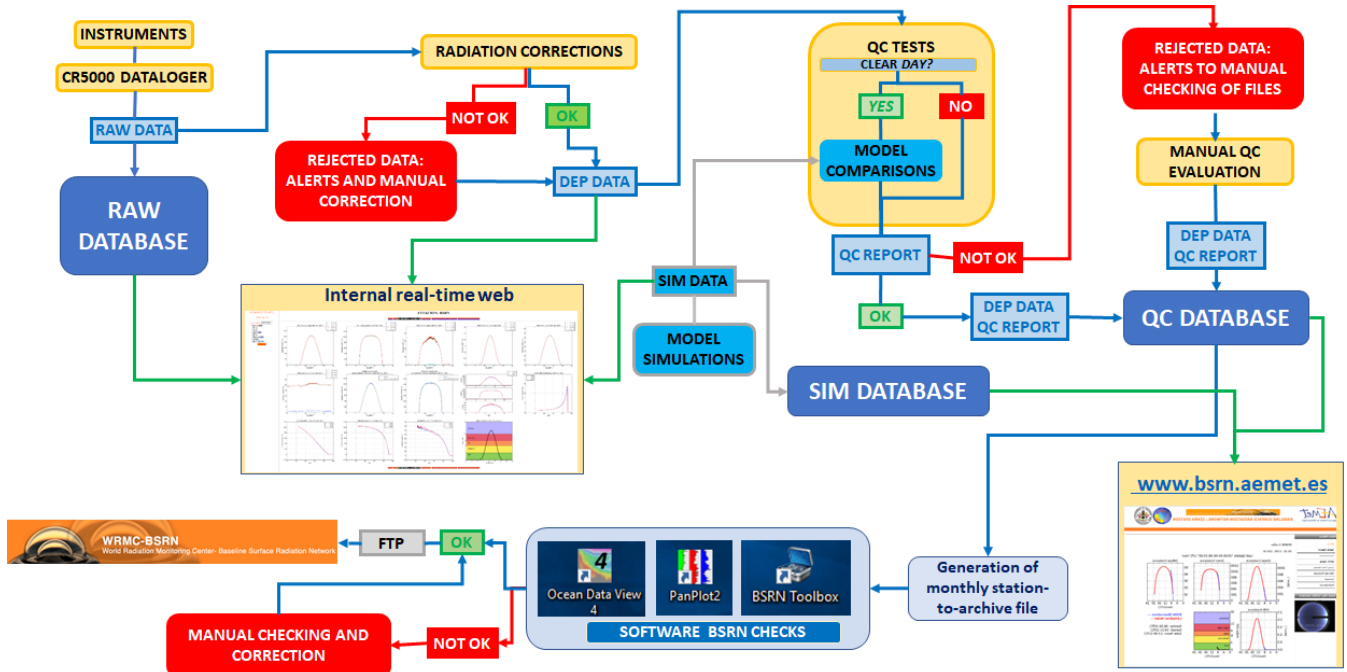 INSTRUMENTS
CR5000 DATALOGER
RAW DATA
RAW
DATABASE
RADIATION CORRECTIONS
NOT OK
OK
REJECTED DATA:
ALERTS AND MANUAL
CORRECTION
DEP DATA
QC TESTS
CLEAR DAY?
YES
NO
MODEL
COMPARISONS
QC REPORT
NOT OK
OK
DEP DATA
QC REPORT
REJECTED DATA:
ALERTS TO MANUAL
CHECKING OF FILES
MANUAL QC
EVALUATION
DEP DATA
QC REPORT
QC DATABASE
Internal real-time web
SIM DATA
MODEL
SIMULATIONS
SIM DATABASE
www.bsrn.aemet.es
Generation of
monthly station-
to-archive file
Ocean Data View
4
PanPlot2
BSRN Toolbox
SOFTWARE BSRN CHECKS
OK
FTP
NOT OK
MANUAL CHECKING AND
CORRECTION
WRMC-BSRN
World Radiation Monitoring Center- Baseline Surface Radiation Network